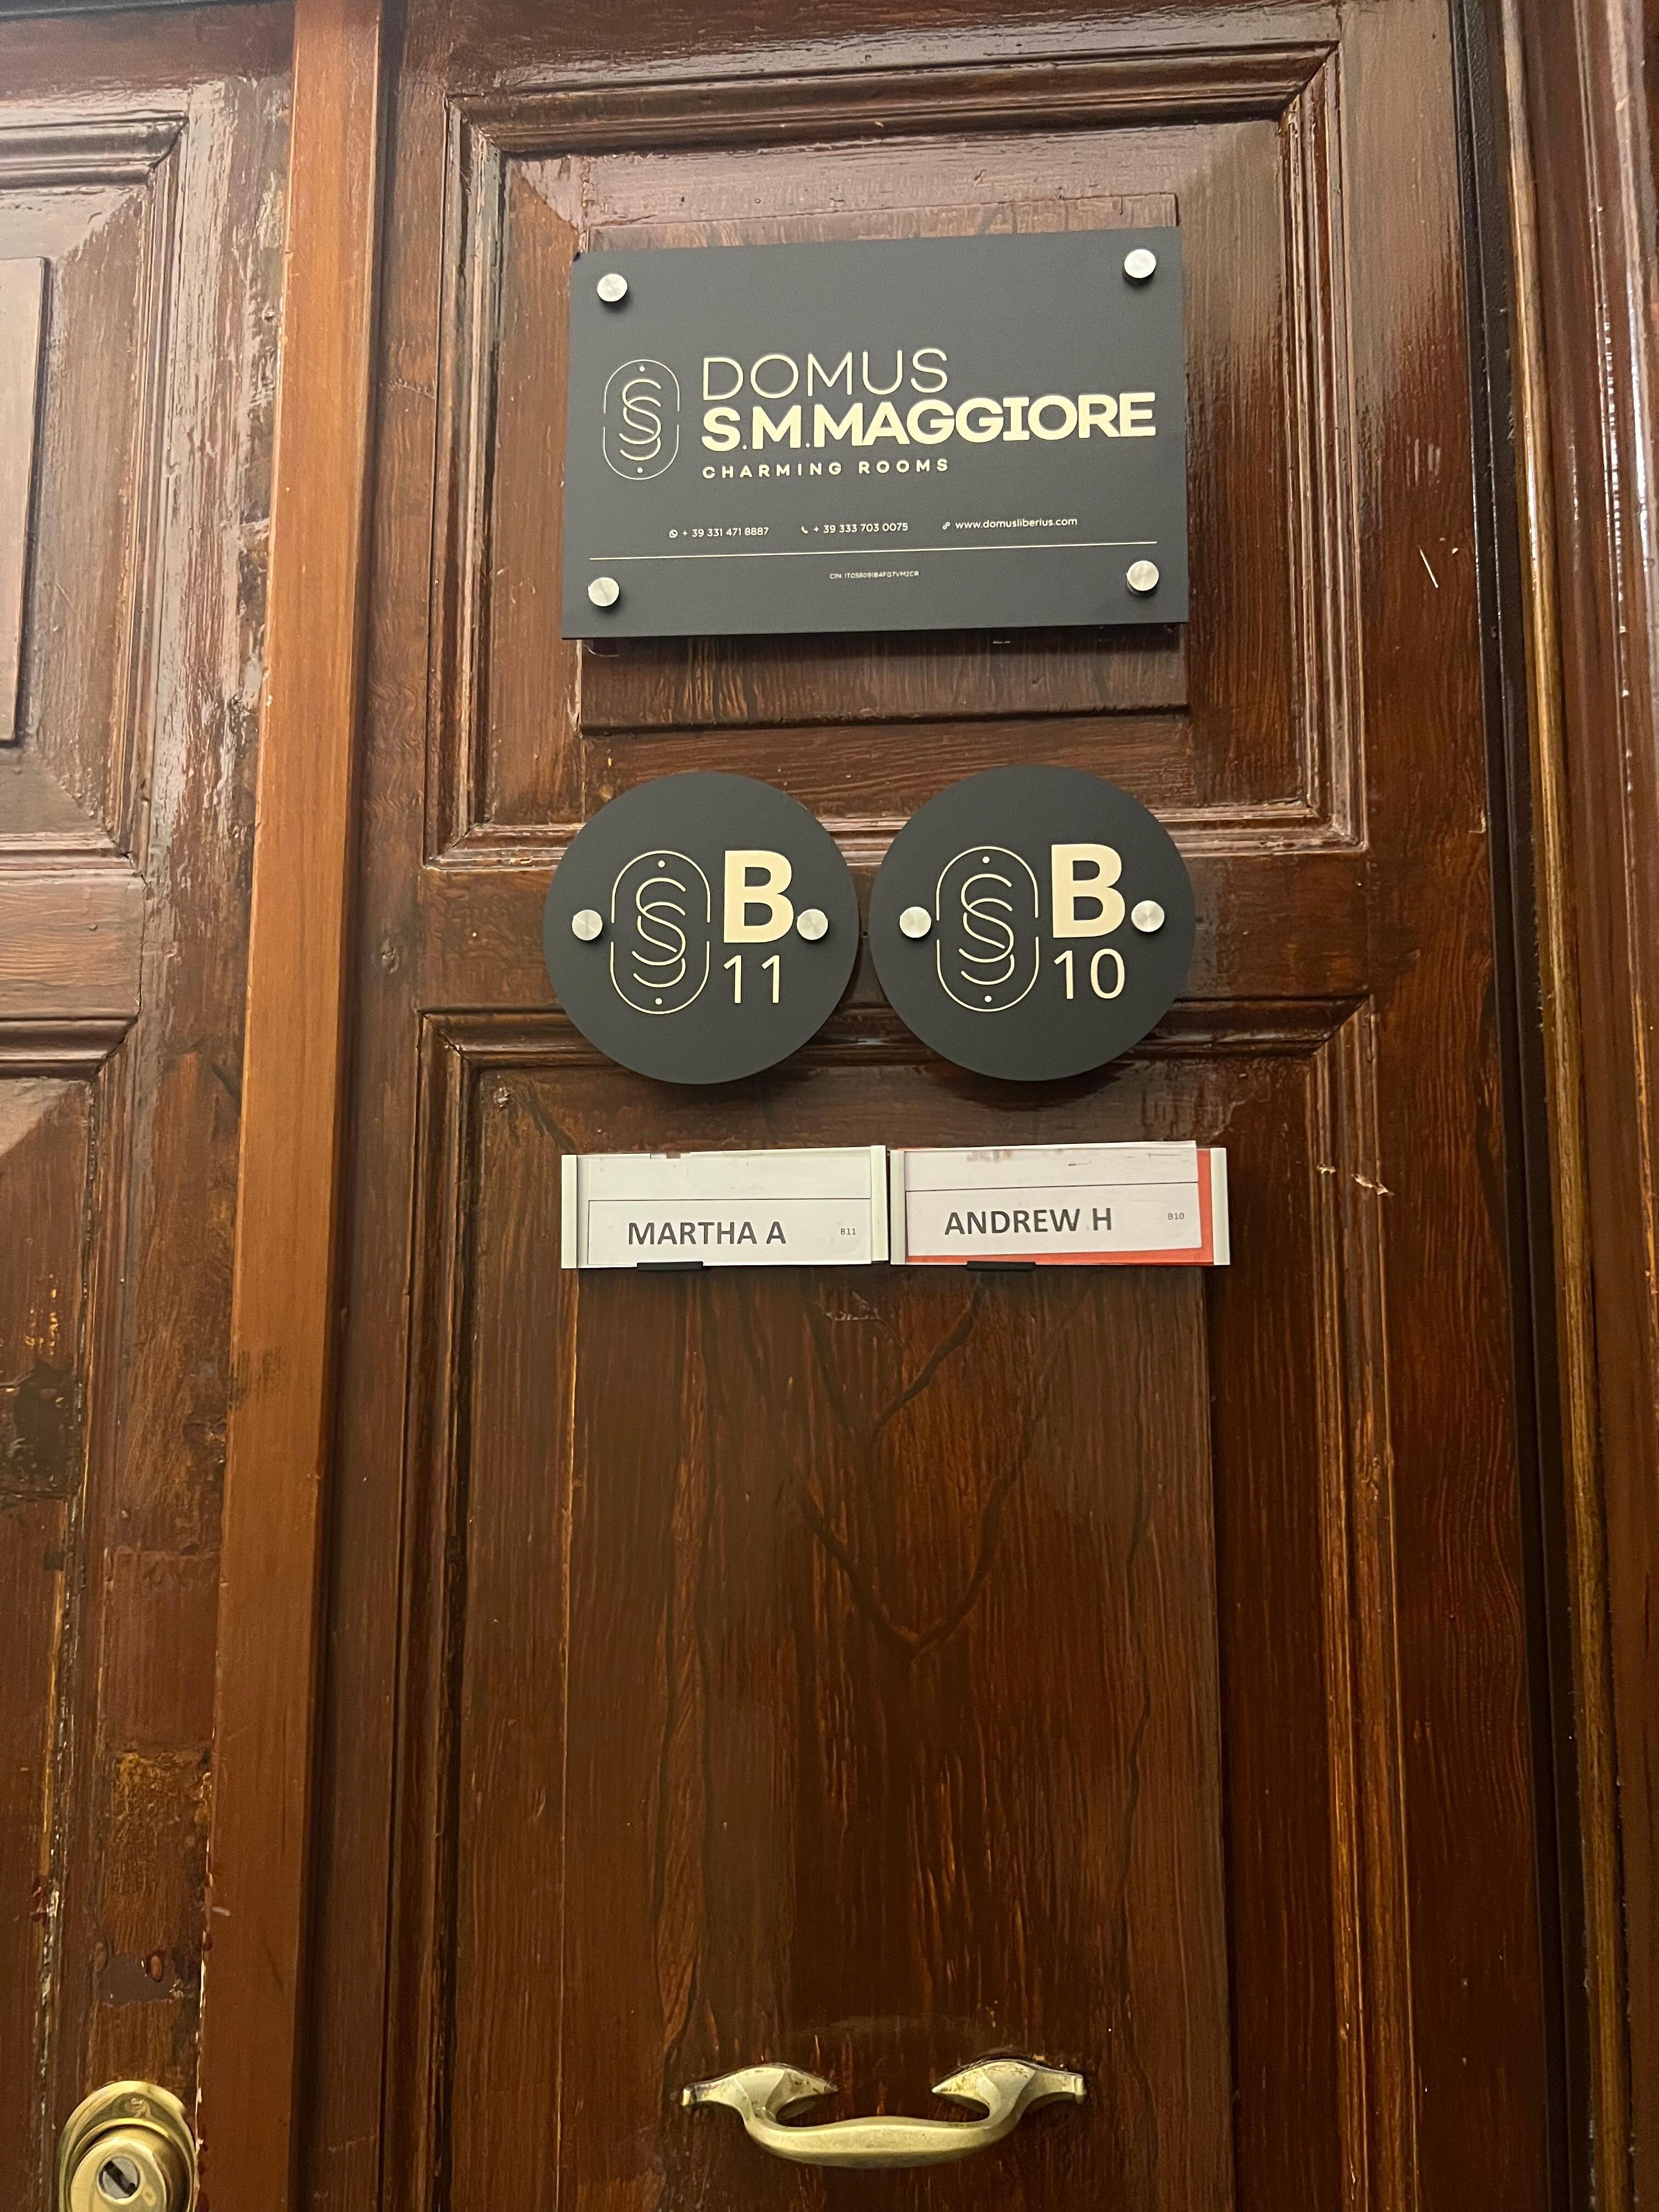 DOMUS
S.M.MAGGIORE
CHARMING ROOMS
+ 39 331 471 8887 + 39 333 703 0075 www.domusliberius.com
CIN:
B
11
B
10
MARTHA A B11
ANDREW H B10